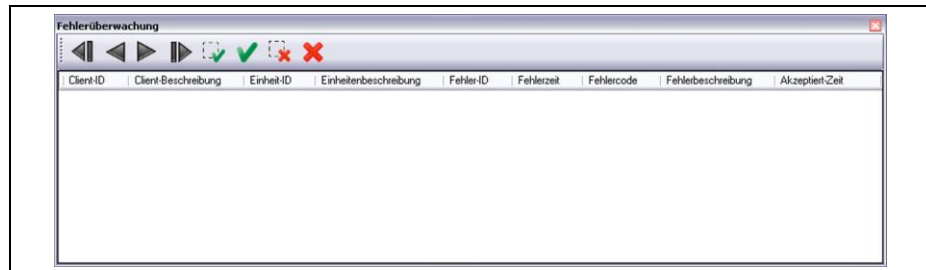 Fehlerüberwachung
Client-ID Client-Beschreibung Einheit-ID Einheitenbeschreibung Fehler-ID Fehlerzeit Fehlercode Fehlerbeschreibung Akzeptiert-Zeit